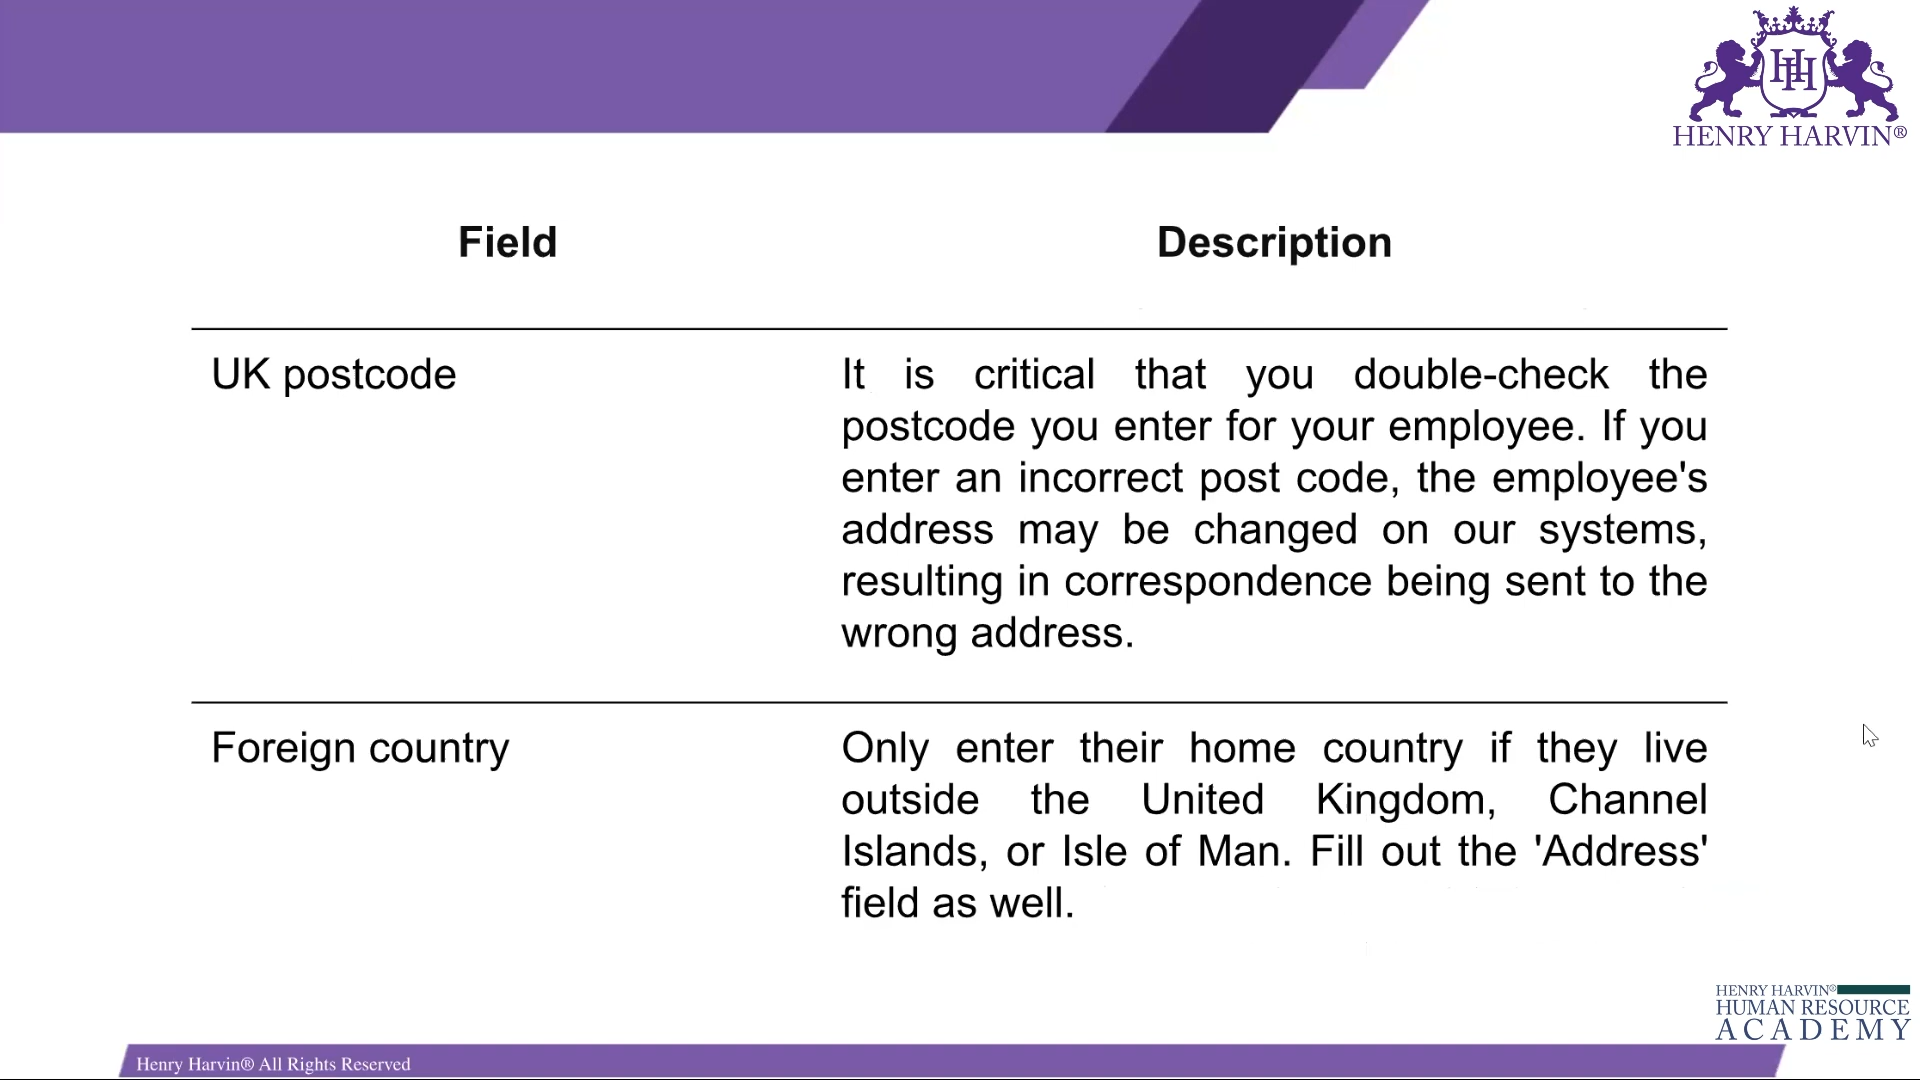 HH
HENRY HARVIN®
Field Description
UK postcode
It is critical that you double-check the
postcode you enter for your employee. If you
enter an incorrect post code, the employee's
address may be changed on our systems,
resulting in correspondence being sent to the
wrong address.
Foreign country
Only enter their home country if they live
outside the United Kingdom, Channel
Islands, or Isle of Man. Fill out the 'Address'
field as well.
HENRY HARVIN®
HUMAN RESOURCE
ACADEMY
Henry Harvin® All Rights Reserved